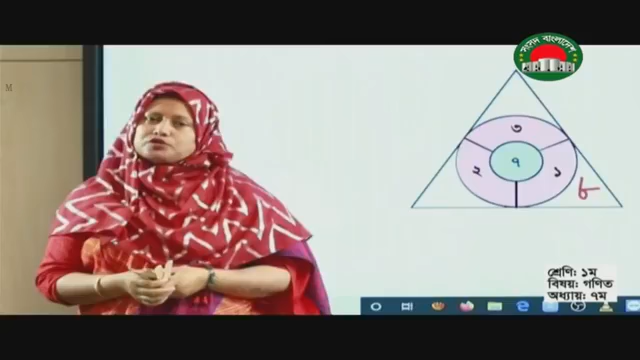 সংসদ বাংলাদেশ
M
৩
২
৭
১
৮
শ্রেণি: ১ম
বিষয়: গণিত
অধ্যায়: ৭ম